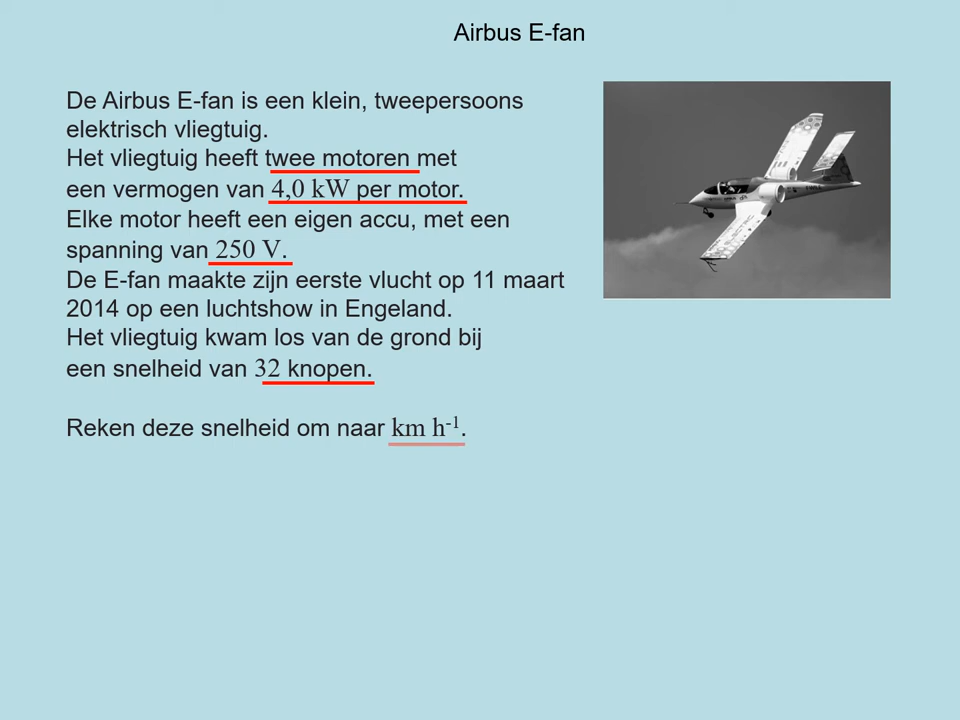 Airbus E-fan
De Airbus E-fan is een klein, tweepersoons
elektrisch vliegtuig.
Het vliegtuig heeft twee motoren met
een vermogen van 4,0 kW per motor.
Elke motor heeft een eigen accu, met een
spanning van 250 V.
De E-fan maakte zijn eerste vlucht op 11 maart
2014 op een luchtshow in Engeland.
Het vliegtuig kwam los van de grond bij
een snelheid van 32 knopen.
Reken deze snelheid om naar km h⁻¹.